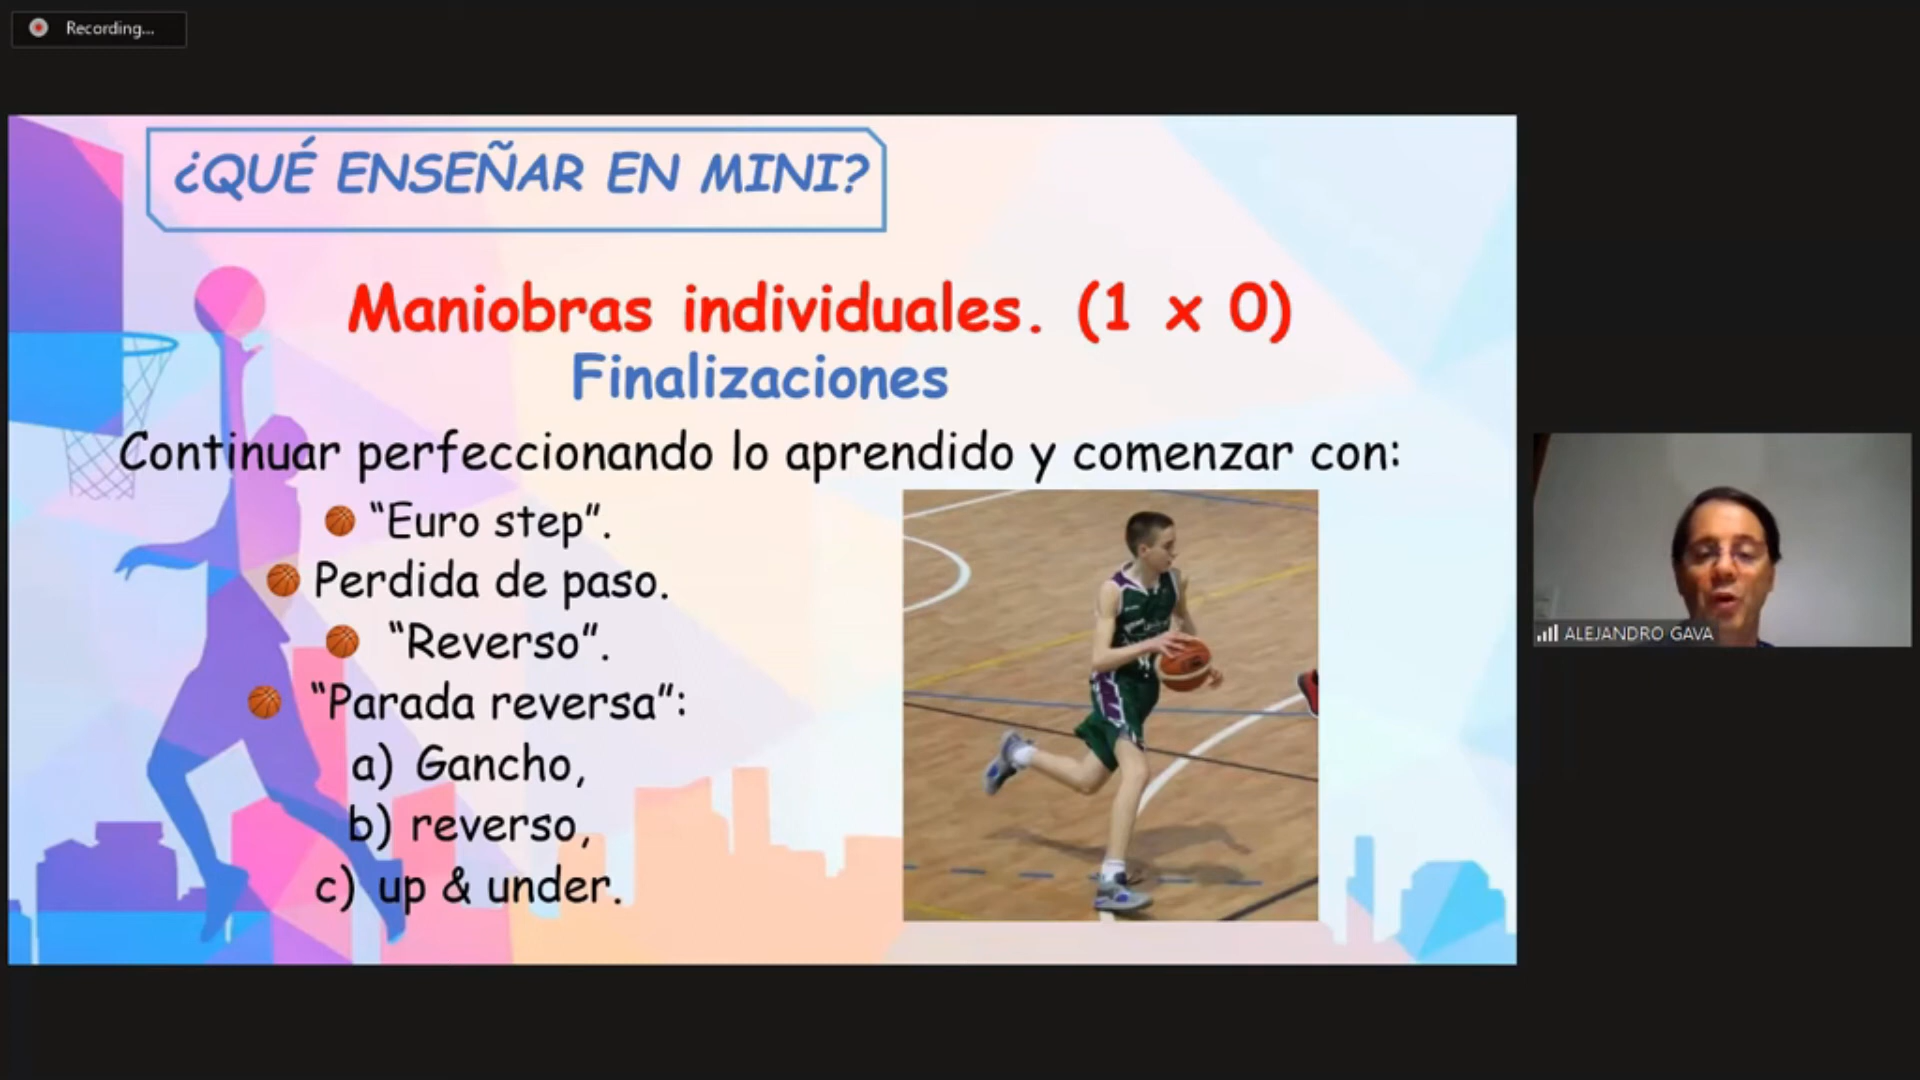 Recording...
¿QUÉ ENSEÑAR EN MINI?
Maniobras individuales. (1 x 0)
Finalizaciones
Continuar perfeccionando lo aprendido y comenzar con:
“Euro step”.
Perdida de paso.
“Reverso”.
“Parada reversa”:
a) Gancho,
b) reverso,
c) up & under.
ALEJANDRO GAVA